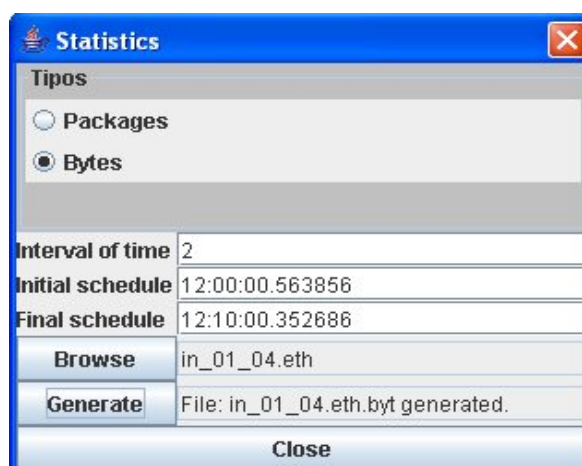 Statistics
Tipos
Packages
Bytes
Interval of time 2
Initial schedule 12:00:00.563856
Final schedule 12:10:00.352686
Browse in_01_04.eth
Generate File: in_01_04.eth.byt generated.
Close